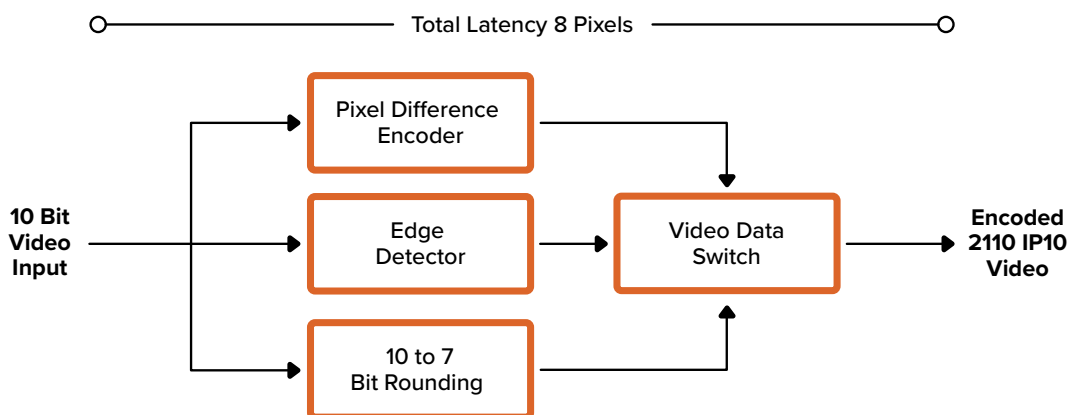 Total Latency 8 Pixels
Pixel Difference
Encoder
10 Bit
Video
Input
Edge
Detector
Video Data
Switch
Encoded
2110 IP10
Video
10 to 7
Bit Rounding